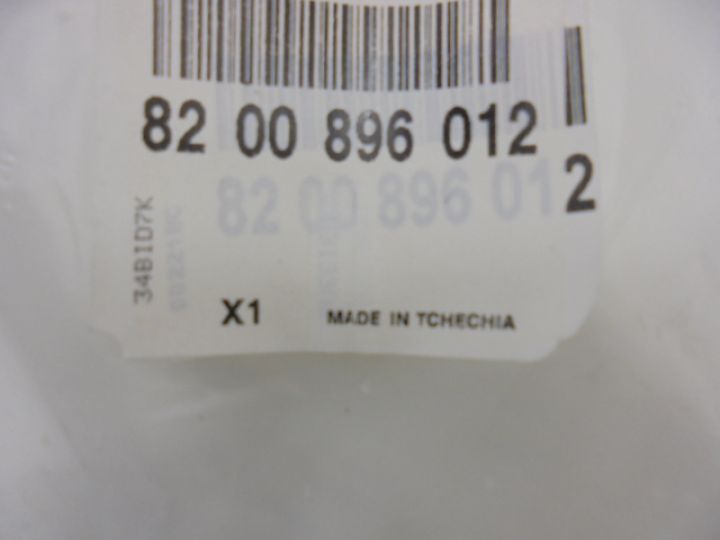 82 00 896 012
82 00 896 012
34BID7K
X1 MADE IN TCHECHIA